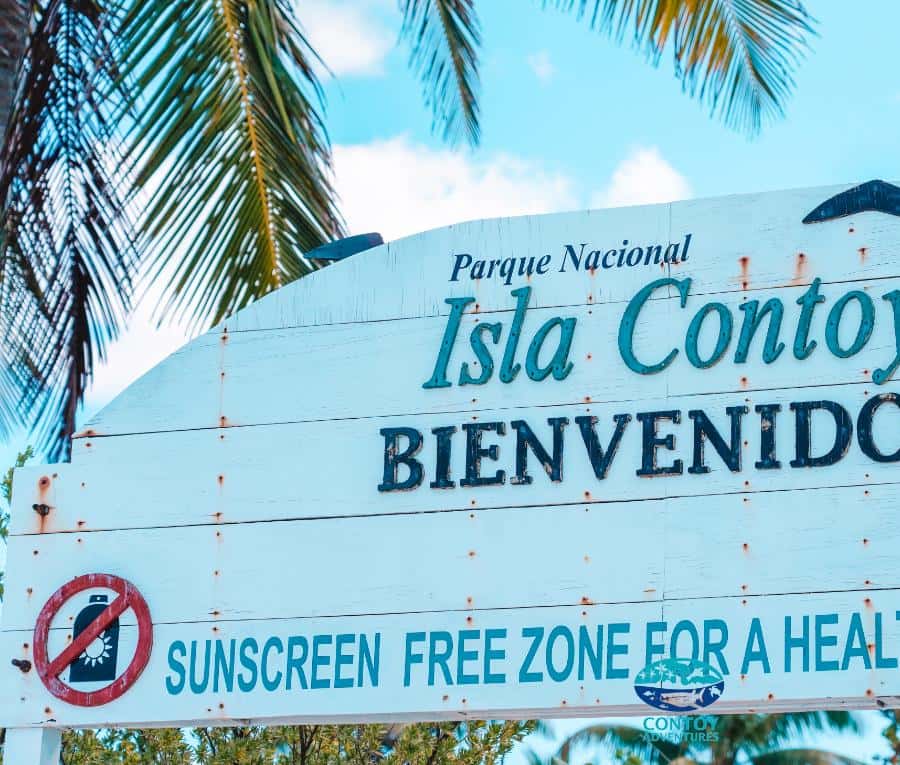 Parque Nacional
Isla Contoy
BIENVENIDO
SUNSCREEN FREE ZONE FOR A HEAL
CONTOY
ADVENTURES